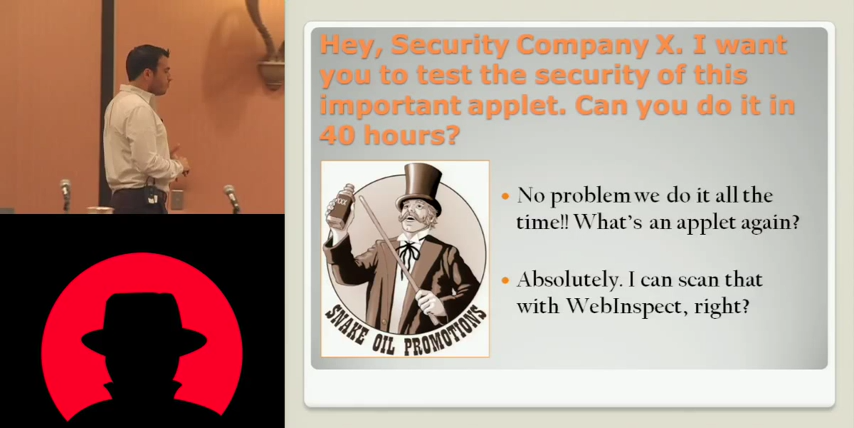 Hey, Security Company X. I want
you to test the security of this
important applet. Can you do it in
40 hours?
XXX
SNAKE OIL PROMOTIONS
No problem we do it all the
time!! What's an applet again?
Absolutely. I can scan that
with WebInspect, right?